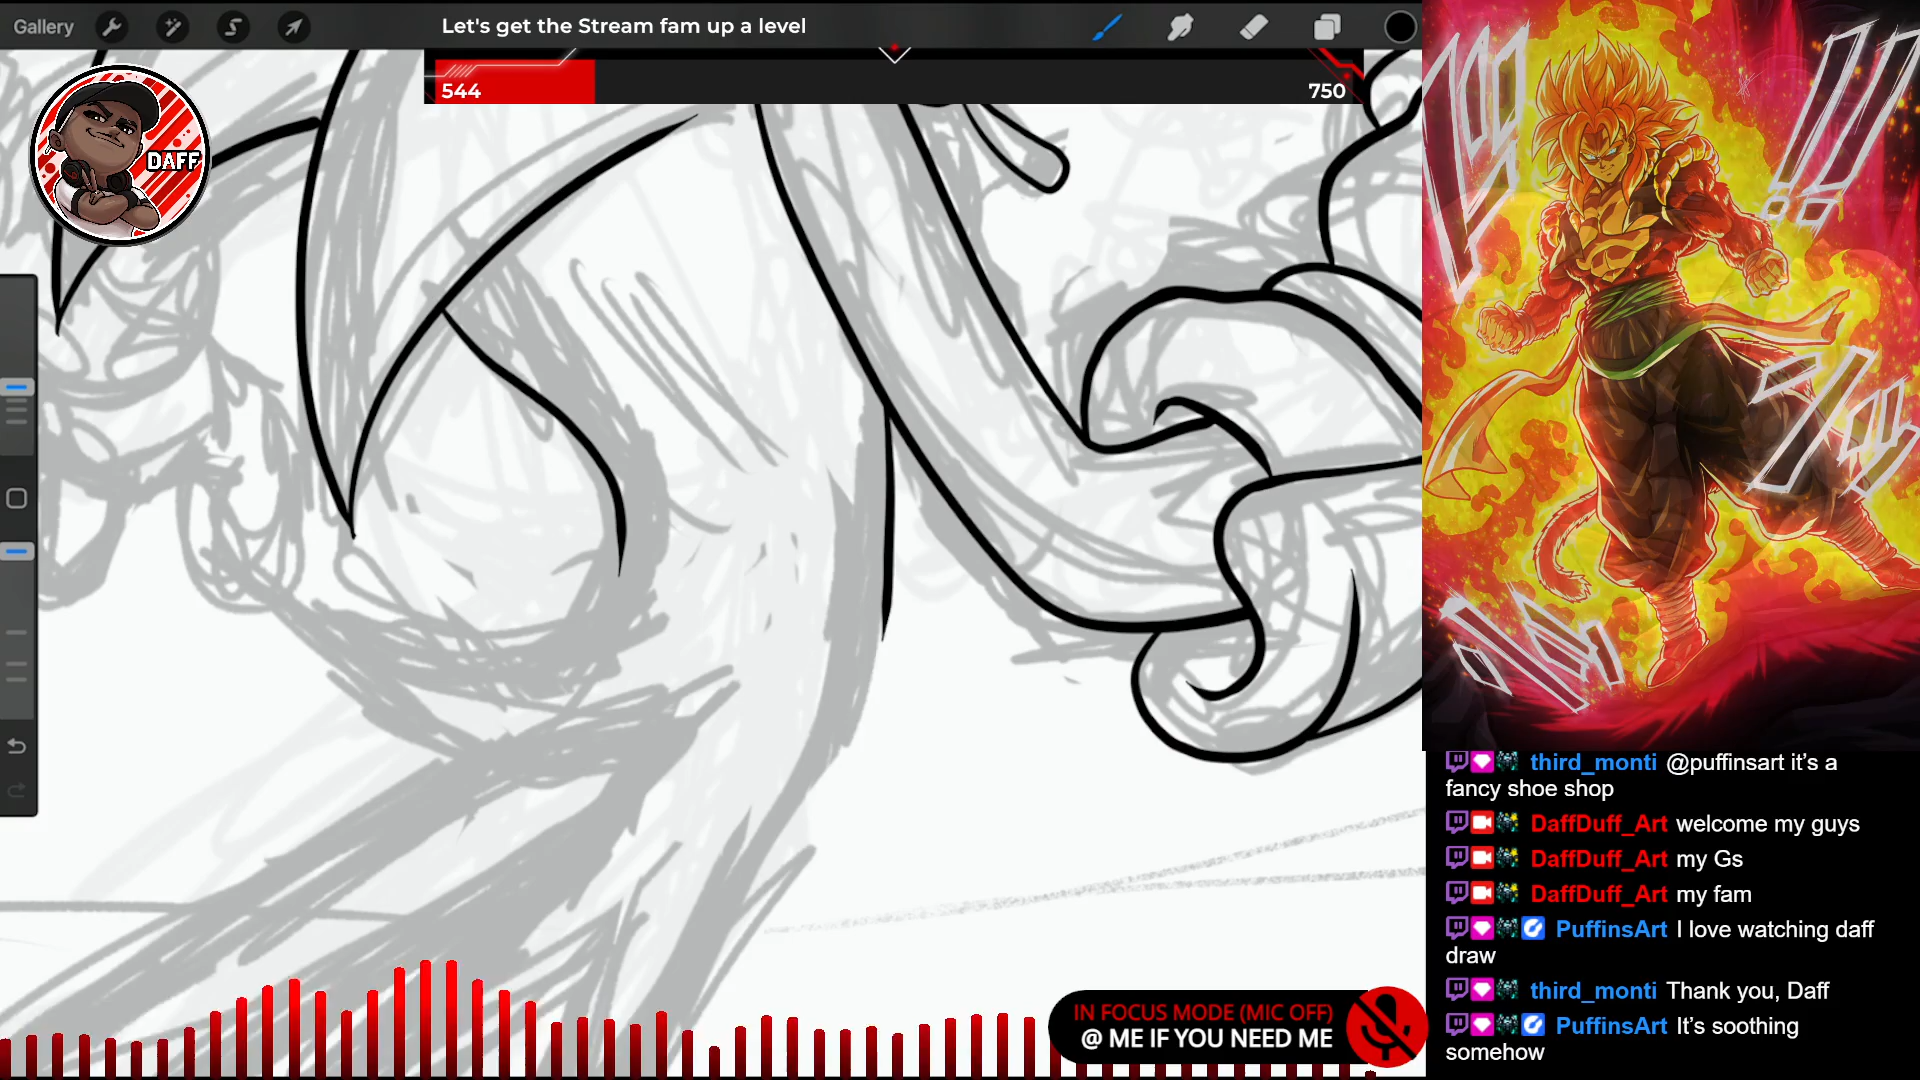 Gallery
Let's get the Stream fam up a level
544
750
DAFF
third_monti @puffinsart it's a
fancy shoe shop
DaffDuff_Art welcome my guys
DaffDuff_Art my Gs
DaffDuff_Art my fam
PuffinsArt I love watching daff
draw
third_monti Thank you, Daff
PuffinsArt It's soothing
somehow
IN FOCUS MODE (MIC OFF)
@ ME IF YOU NEED ME